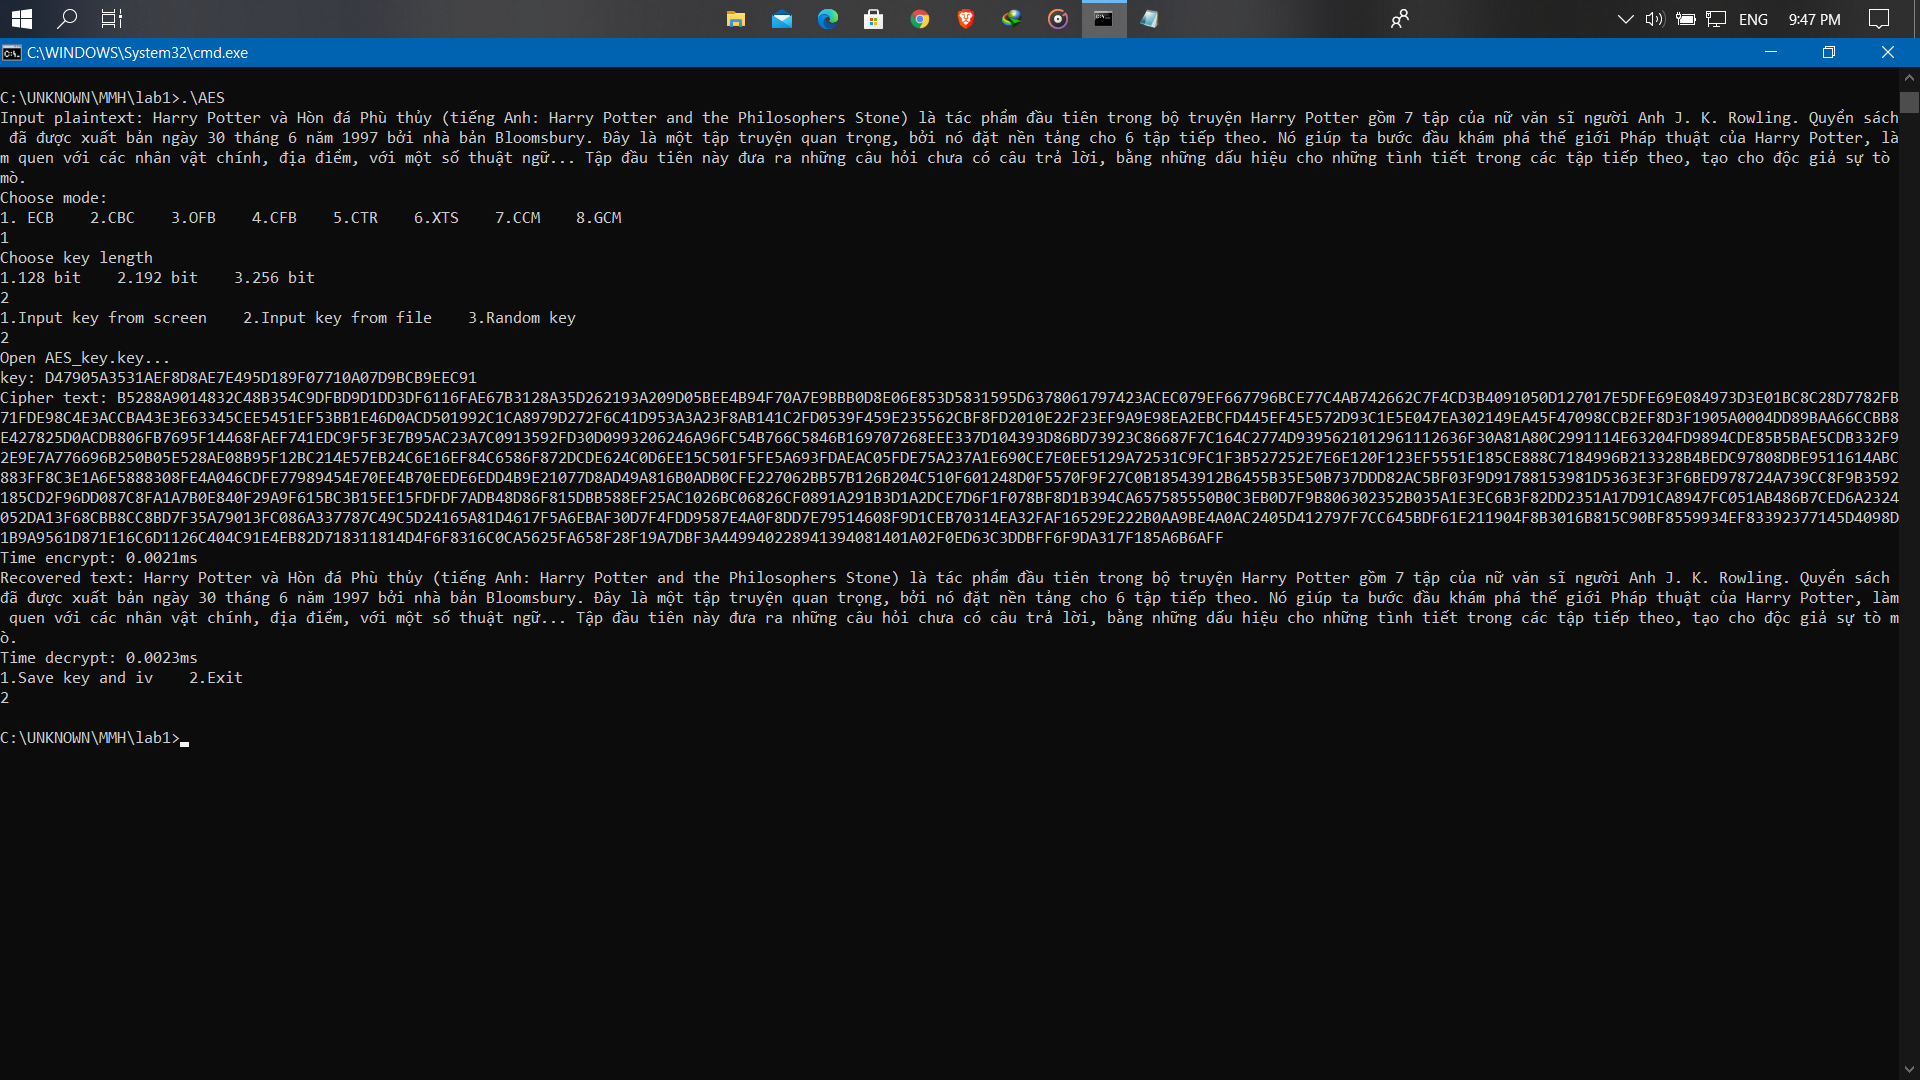 ENG 9:47 PM
C:\WINDOWS\System32\cmd.exe
C:\UNKNOWN\MMH\lab1>.\AES
Input plaintext: Harry Potter và Hòn đá Phù thủy (tiếng Anh: Harry Potter and the Philosophers Stone) là tác phẩm đầu tiên trong bộ truyện Harry Potter gồm 7 tập của nữ văn sĩ người Anh J. K. Rowling. Quyển sách
đã được xuất bản ngày 30 tháng 6 năm 1997 bởi nhà bản Bloomsbury. Đây là một tập truyện quan trọng, bởi nó đặt nền tảng cho 6 tập tiếp theo. Nó giúp ta bước đầu khám phá thế giới Pháp thuật của Harry Potter, là
m quen với các nhân vật chính, địa điểm, với một số thuật ngữ... Tập đầu tiên này đưa ra những câu hỏi chưa có câu trả lời, bằng những dấu hiệu cho những tình tiết trong các tập tiếp theo, tạo cho độc giả sự tò
mò.
Choose mode:
1. ECB 2.CBC 3.OFB 4.CFB 5.CTR 6.XTS 7.CCM 8.GCM
1
Choose key length
1.128 bit 2.192 bit 3.256 bit
2
1.Input key from screen 2.Input key from file 3.Random key
2
Open AES_key.key...
key: D47905A3531AEF8D8AE7E495D189F07710A07D9BCB9EEC91
Cipher text: B5288A9014832C48B354C9DFBD9D1DD3DF6116FAE67B3128A35D262193A209D05BEE4B94F70A7E9BBB0D8E06E853D5831595D6378061797423ACEC079EF667796BCE77C4AB742662C7F4CD3B4091050D127017E5DFE69E084973D3E01BC8C28D7782FB
71FDE98C4E3ACCBA43E3E63345CEE5451EF53BB1E46D0ACD501992C1CA8979D272F6C41D953A3A23F8AB141C2FD0539F459E235562CBF8FD2010E22F23EF9A9E98EA2EBCFD445EF45E572D93C1E5E047EA302149EA45F47098CCB2EF8D3F1905A0004DD89BAA66CCBB8
E427825D0ACDB806FB7695F14468FAEF741EDC9F5F3E7B95AC23A7C0913592FD30D0993206246A96FC54B766C5846B169707268EEE337D104393D86BD73923C86687F7C164C2774D9395621012961112636F30A81A80C2991114E63204FD9894CDE85B5BAE5CDB332F9
2E9E7A776696B250B05E528AE08B95F12BC214E57EB24C6E16EF84C6586F872DCDE624C0D6EE15C501F5FE5A693FDAEAC05FDE75A237A1E690CE7E0EE5129A72531C9FC1F3B527252E7E6E120F123EF5551E185CE888C7184996B213328B4BEDC97808DBE9511614ABC
883FF8C3E1A6E5888308FE4A046CDFE77989454E70EE4B70EEDE6EDD4B9E21077D8AD49A816B0ADB0CFE227062BB57B126B204C510F601248D0F5570F9F27C0B18543912B6455B35E50B737DDD82AC5BF03F9D91788153981D5363E3F3F6BED978724A739CC8F9B3592
185CD2F96DD087C8FA1A7B0E840F29A9F615BC3B15EE15FDFDF7ADB48D86F815DBB588EF25AC1026BC06826CF0891A291B3D1A2DCE7D6F1F078BF8D1B394CA657585550B0C3EB0D7F9B806302352B035A1E3EC6B3F82DD2351A17D91CA8947FC051AB486B7CED6A2324
052DA13F68CBB8CC8BD7F35A79013FC086A337787C49C5D24165A81D4617F5A6EBAF30D7F4FDD9587E4A0F8DD7E79514608F9D1CEB70314EA32FAF16529E222B0AA9BE4A0AC2405D412797F7CC645BDF61E211904F8B3016B815C90BF8559934EF83392377145D4098D
1B9A9561D871E16C6D1126C404C91E4EB82D718311814D4F6F8316C0CA5625FA658F28F19A7DBF3A449940228941394081401A02F0ED63C3DDBFF6F9DA317F185A6B6AFF
Time encrypt: 0.0021ms
Recovered text: Harry Potter và Hòn đá Phù thủy (tiếng Anh: Harry Potter and the Philosophers Stone) là tác phẩm đầu tiên trong bộ truyện Harry Potter gồm 7 tập của nữ văn sĩ người Anh J. K. Rowling. Quyển sách
đã được xuất bản ngày 30 tháng 6 năm 1997 bởi nhà bản Bloomsbury. Đây là một tập truyện quan trọng, bởi nó đặt nền tảng cho 6 tập tiếp theo. Nó giúp ta bước đầu khám phá thế giới Pháp thuật của Harry Potter, làm
quen với các nhân vật chính, địa điểm, với một số thuật ngữ... Tập đầu tiên này đưa ra những câu hỏi chưa có câu trả lời, bằng những dấu hiệu cho những tình tiết trong các tập tiếp theo, tạo cho độc giả sự tò m
ò.
Time decrypt: 0.0023ms
1.Save key and iv 2.Exit
2
C:\UNKNOWN\MMH\lab1>